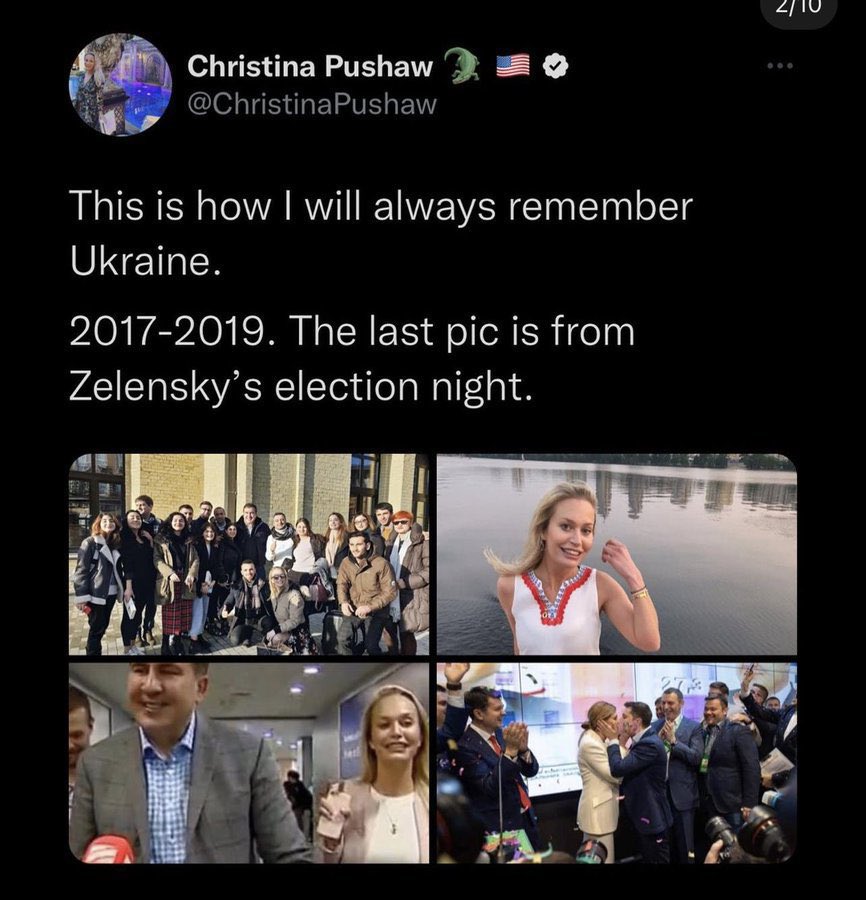 2/10
Christina Pushaw
@ChristinaPushaw
This is how I will always remember
Ukraine.
2017-2019. The last pic is from
Zelensky’s election night.